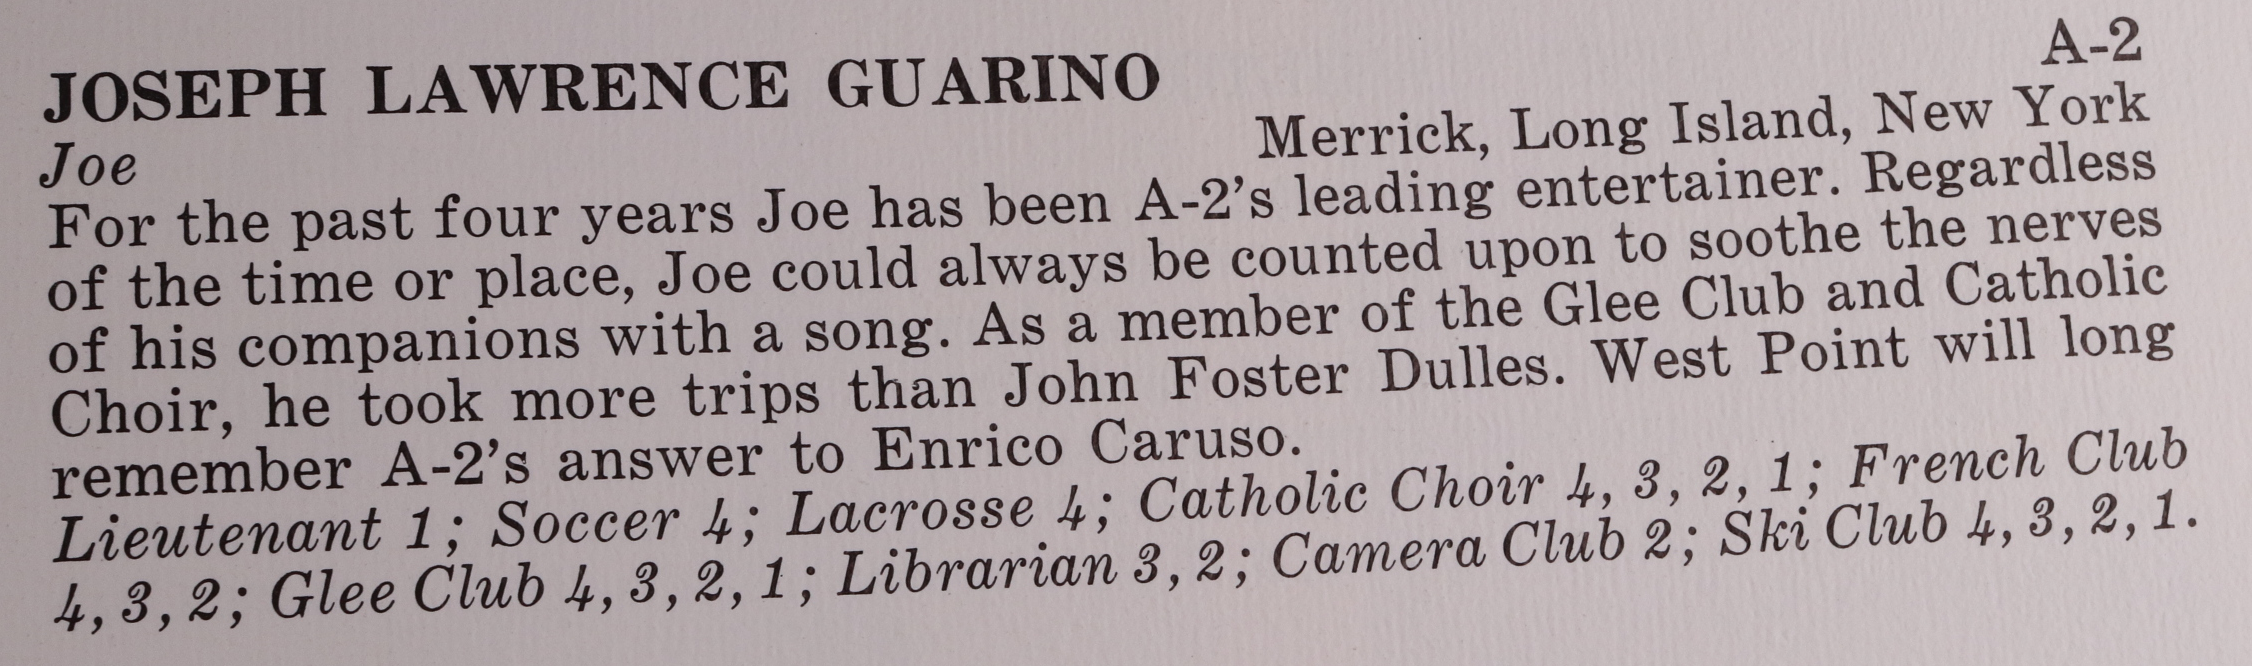 JOSEPH LAWRENCE GUARINO A-2
Joe Merrick, Long Island, New York
For the past four years Joe has been A-2's leading entertainer. Regardless
of the time or place, Joe could always be counted upon to soothe the nerves
of his companions with a song. As a member of the Glee Club and Catholic
Choir, he took more trips than John Foster Dulles. West Point will long
remember A-2's answer to Enrico Caruso.
Lieutenant 1; Soccer 4; Lacrosse 4; Catholic Choir 4, 3, 2, 1; French Club
4, 3, 2; Glee Club 4, 3, 2, 1; Librarian 3, 2; Camera Club 2; Ski Club 4, 3, 2, 1.